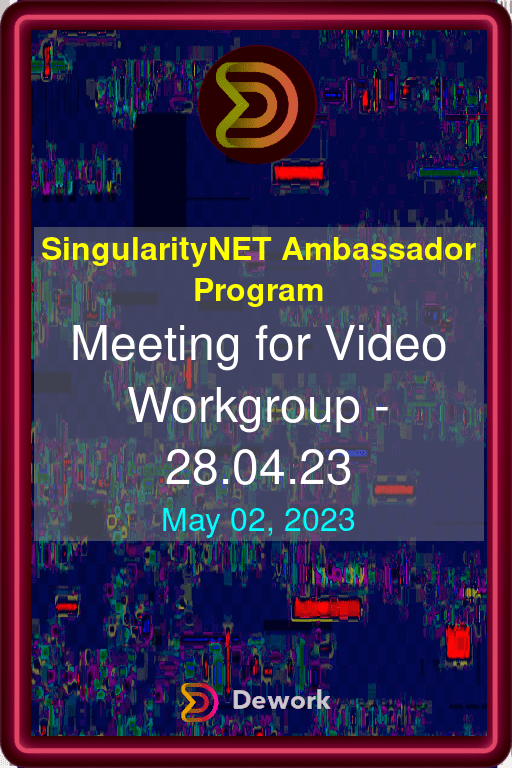 SingularityNET Ambassador
Program
Meeting for Video
Workgroup -
28.04.23
May 02, 2023
Dework